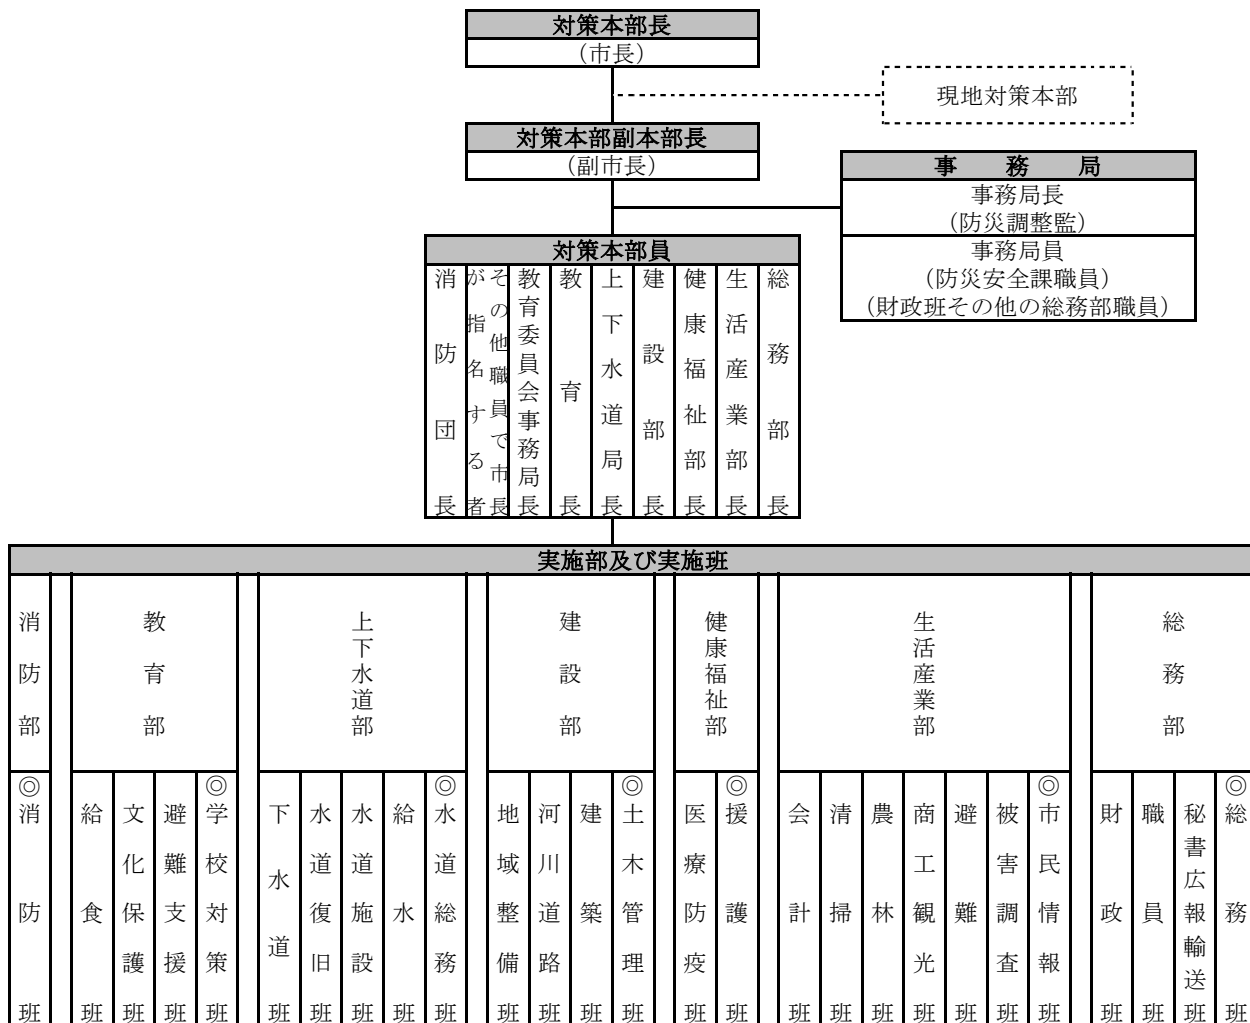 対策本部長
(市長)
現地対策本部
対策本部副本部長
(副市長)
事務局
事務局長
(防災調整監)
事務局員
(防災安全課職員)
(財政班その他の総務部職員)
対策本部員
総務部長
生活産業部長
健康福祉部長
建設部長
上下水道局長
教育長
教育委員会事務局長
その他職員で市長
が指名する者
消防団長
実施部及び実施班
総務部
◎総務班
秘書広報輸送班
職員班
財政班
生活産業部
◎市民情報班
被害調査班
避難班
商工観光班
農林班
清掃班
会計班
健康福祉部
◎援護班
医療防疫班
建設部
◎土木管理班
建築班
河川道路班
地域整備班
上下水道部
◎水道総務班
給水班
水道施設班
水道復旧班
下水道班
教育部
◎学校対策班
避難支援班
文化保護班
給食班
消防部
◎消防班